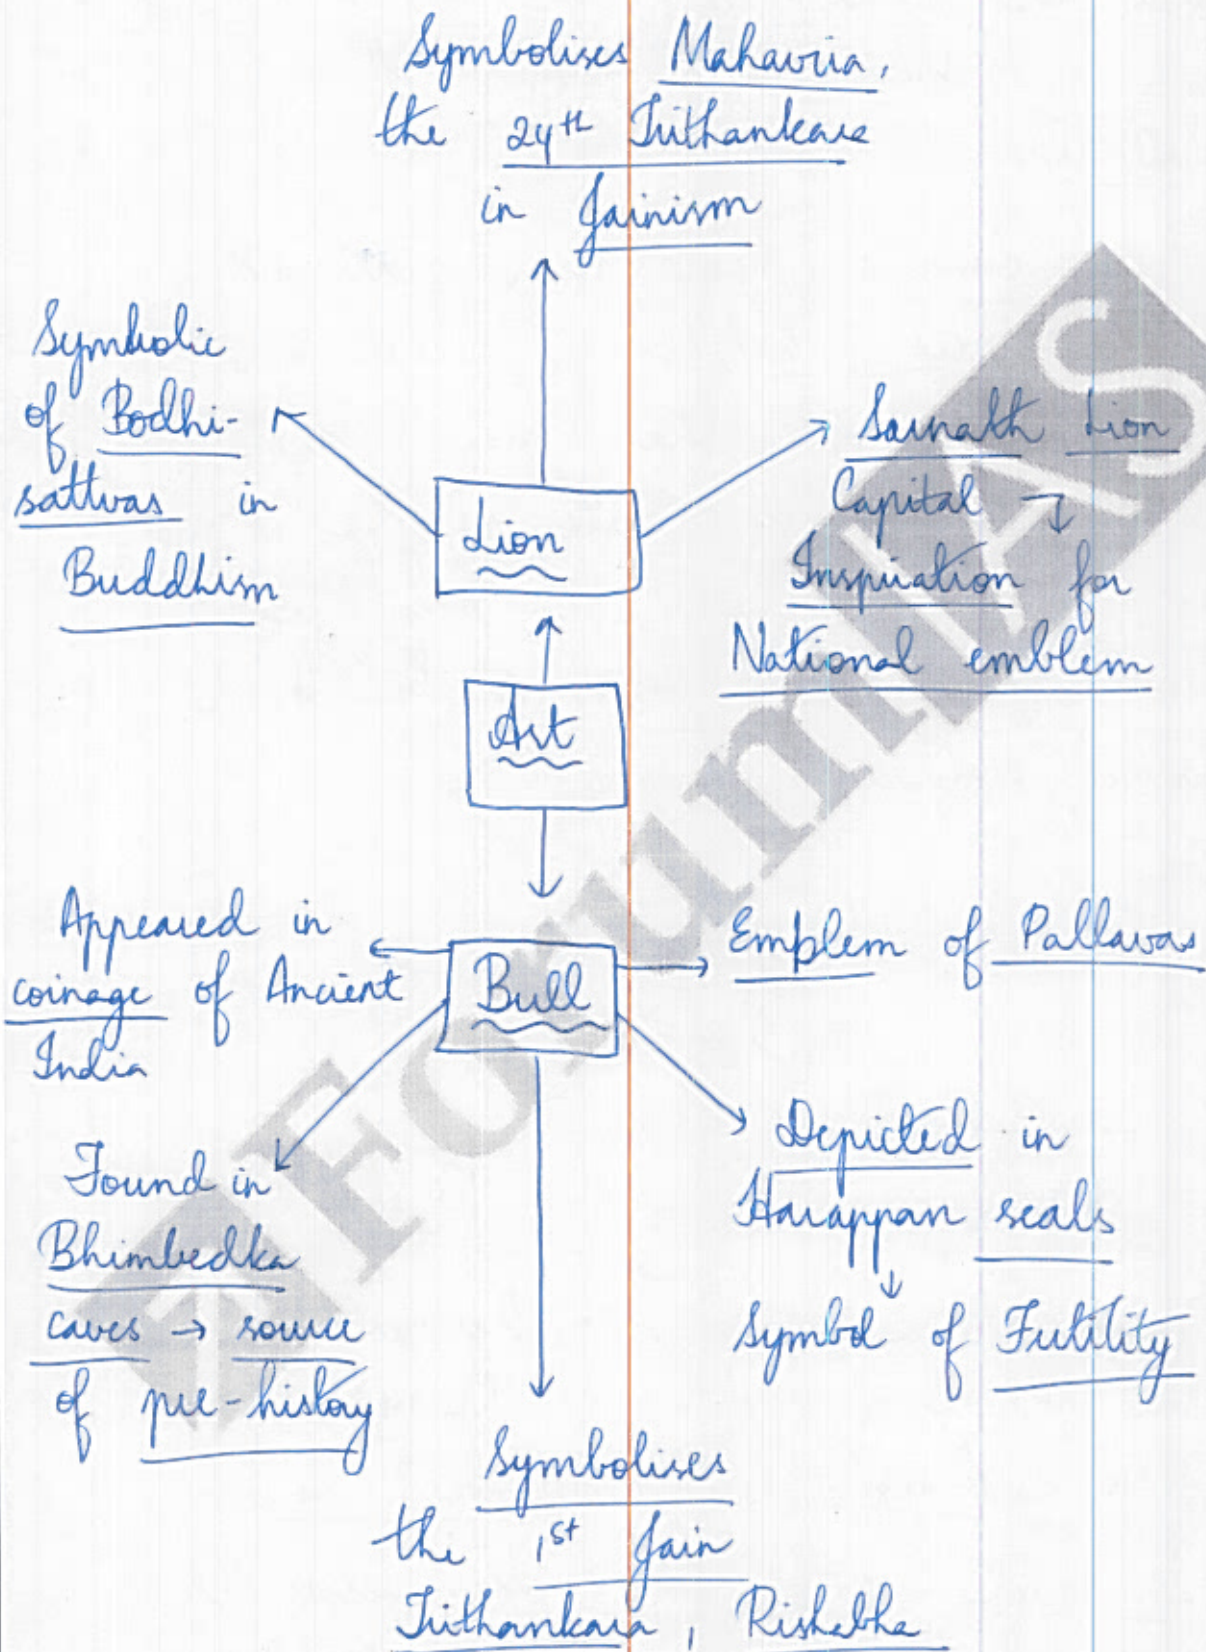 Symbolises Mahavira,
the 24th Tirthankara
in Jainism
Symbolic
of Bodhi-
sattvas in
Buddhism
Sarnath Lion
Capital →
Inspiration for
National emblem
Lion
Art
Bull
Appeared in
coinage of Ancient
India
Emplem of Pallavas
Found in
Bhimbedka
caves → source
of pre-history
Depicted in
Harappan seals
↓
Symbol of Futility
Symbolises
the 1st Jain
Tirthankara, Rishabha
ForumIAS